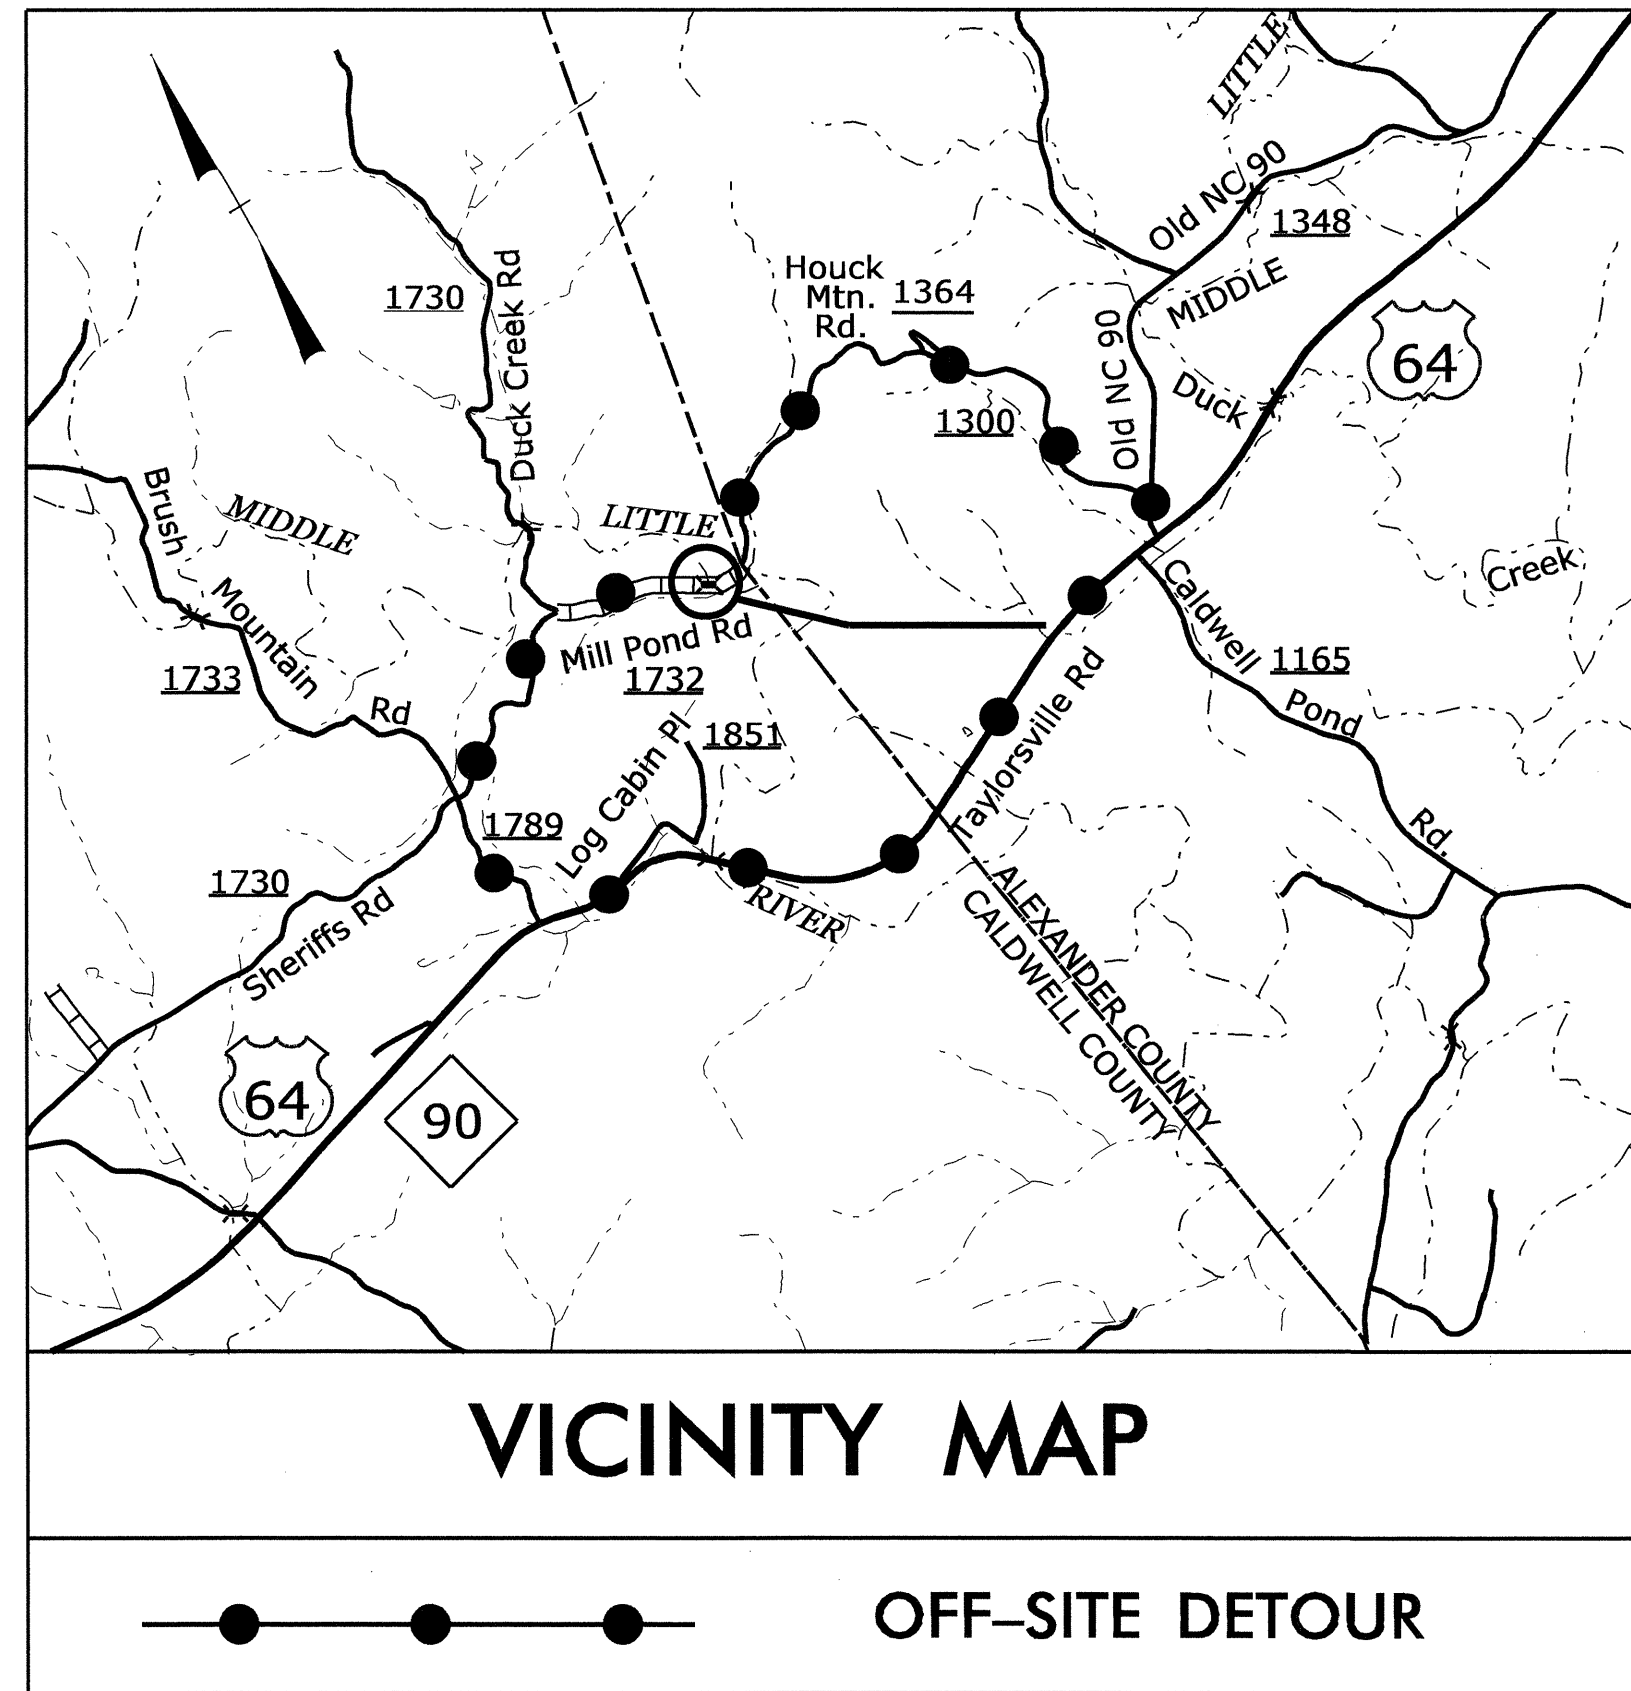 LITTLE
Old NC 90
1348
MIDDLE
Houck
Mtn.
Rd.
1364
1730
Duck Creek Rd
64
Old NC 90
Duck
1300
Brush
MIDDLE
LITTLE
Creek
Mountain
Caldwell
1165
Mill Pond Rd
1733
1732
Rd
Pond
1851
Log Cabin Pl
Taylorsville Rd
1789
Rd.
1730
RIVER
Sheriffs Rd
ALEXANDER COUNTY
CALDWELL COUNTY
64
90
VICINITY MAP
OFF–SITE DETOUR